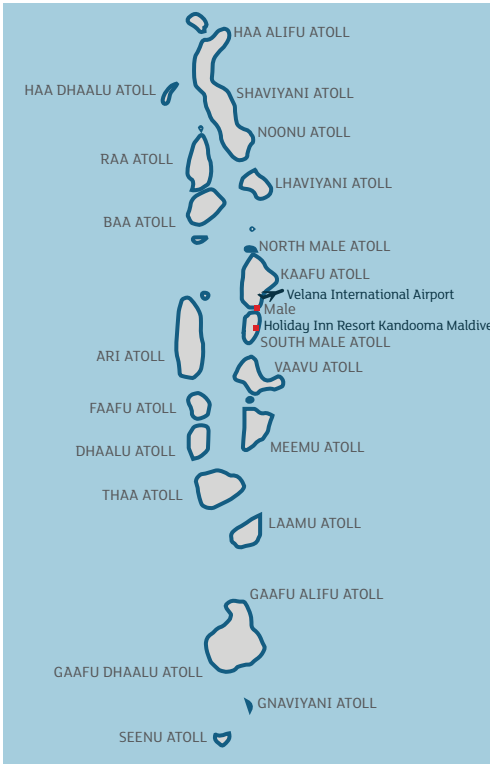 HAA ALIFU ATOLL
HAA DHAALU ATOLL
SHAVIYANI ATOLL
NOONU ATOLL
RAA ATOLL
LHAVIYANI ATOLL
BAA ATOLL
NORTH MALE ATOLL
KAAFU ATOLL
Velana International Airport
Male
Holiday Inn Resort Kandooma Maldive
SOUTH MALE ATOLL
ARI ATOLL
VAAVU ATOLL
FAAFU ATOLL
MEEMU ATOLL
DHAALU ATOLL
THAA ATOLL
LAAMU ATOLL
GAAFU ALIFU ATOLL
GAAFU DHAALU ATOLL
GNAVIYANI ATOLL
SEENU ATOLL